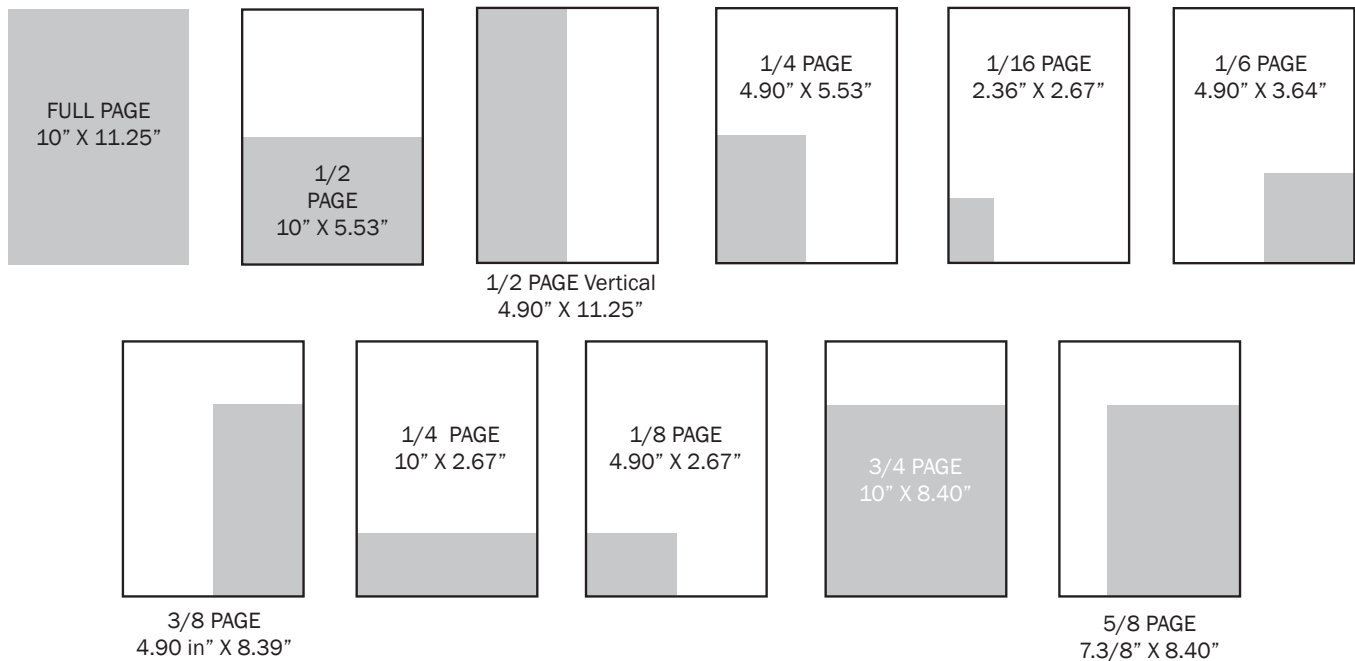 FULL PAGE
10” X 11.25”
1/2
PAGE
10” X 5.53”
1/2 PAGE Vertical
4.90” X 11.25”
1/4 PAGE
4.90” X 5.53”
1/16 PAGE
2.36” X 2.67”
1/6 PAGE
4.90” X 3.64”
3/8 PAGE
4.90 in” X 8.39”
1/4  PAGE
10” X 2.67”
1/8 PAGE
4.90” X 2.67”
3/4 PAGE
10” X 8.40”
5/8 PAGE
7.3/8” X 8.40”